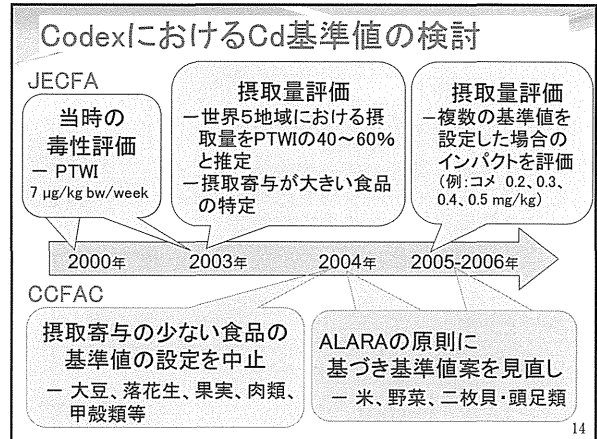 CodexにおけるCd基準値の検討
JECFA
当時の
毒性評価
－ PTWI
7 μg/kg bw/week
摂取量評価
－世界5地域における摂
取量をPTWIの40～60%
と推定
－摂取寄与が大きい食品
の特定
摂取量評価
－複数の基準値を
設定した場合の
インパクトを評価
(例:コメ 0.2、0.3、
0.4、0.5 mg/kg)
2000年 2003年 2004年 2005-2006年
CCFAC
摂取寄与の少ない食品の
基準値の設定を中止
－ 大豆、落花生、果実、肉類、
甲殻類等
ALARAの原則に
基づき基準値案を見直し
－ 米、野菜、二枚貝・頭足類
14